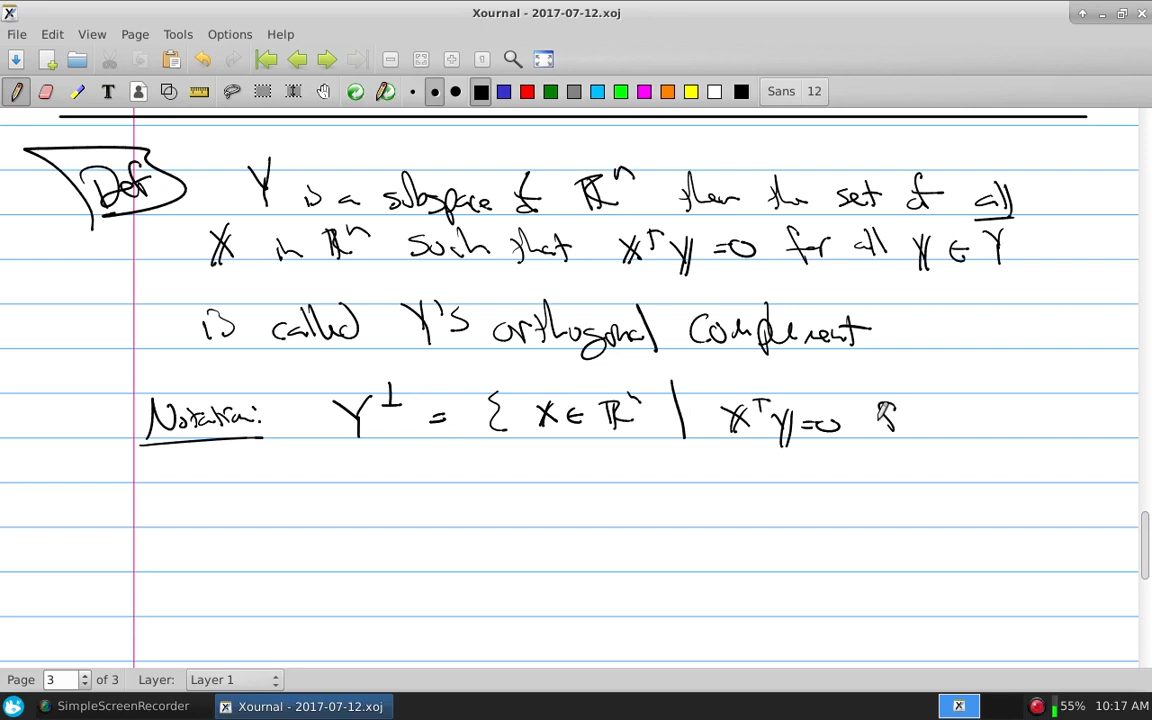 Xournal - 2017-07-12.xoj
File Edit View Page Tools Options Help
Sans 12
Def Y is a subspace of ℝⁿ then the set of all
𝕏 in ℝⁿ such that 𝕏ᵀ𝕐 = 0 for all 𝕐 ∈ Y
is called Y's orthogonal complement
Notation: Y⊥ = { 𝕏 ∈ ℝⁿ | 𝕏ᵀ𝕐 = 0
Page 3 of 3 Layer: Layer 1
SimpleScreenRecorder Xournal - 2017-07-12.xoj 55% 10:17 AM